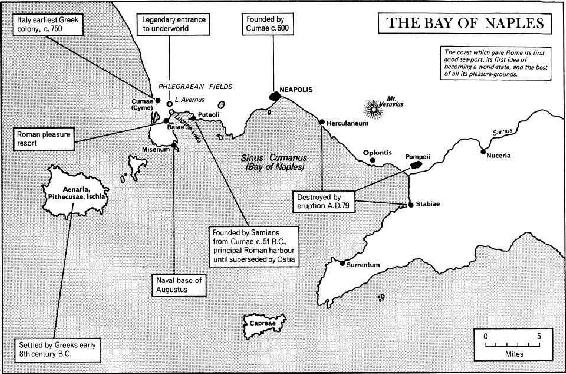 THE BAY OF NAPLES
The coast which gave Rome its first
good seaport, its first idea of
becoming a world state, and the best
of all its pleasure-grounds.
Italy earliest Greek
colony, c. 750
Legendary entrance
to underworld
Founded by
Cumae c. 600
PHLEGRAEAN FIELDS
L. Avernus
Cumae
(Cyme)
Baiae
Puteoli
Misenum
NEAPOLIS
Mt.
Vesuvius
Herculaneum
Oplontis
Pompeii
Sarnus
Nuceria
Stabiae
Surrentum
Capreae
Sinus Cumanus
(Bay of Naples)
Roman pleasure
resort
Aenaria,
Pithecusae, Ischia
Destroyed by
eruption A.D.79
Founded by Samians
from Cumae c.
B.C.,
principal Roman harbour
until superseded by Ostia
Naval base of
Augustus
Settled by Greeks early
8th century B.C.
0 5
Miles